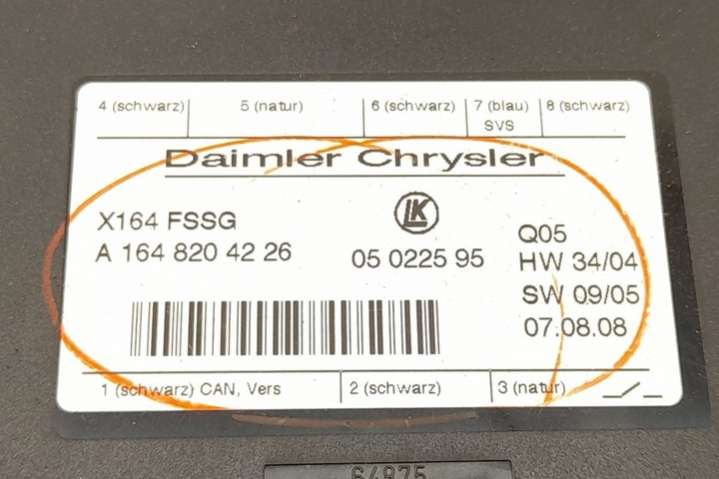 4 (schwarz) 5 (natur) 6 (schwarz) 7 (blau) 8 (schwarz)
SVS
Daimler Chrysler
LK
X164 FSSG
A 164 820 42 26
05 0225 95
Q05
HW 34/04
SW 09/05
07.08.08
1 (schwarz) CAN, Vers 2 (schwarz) 3 (natur)
64875